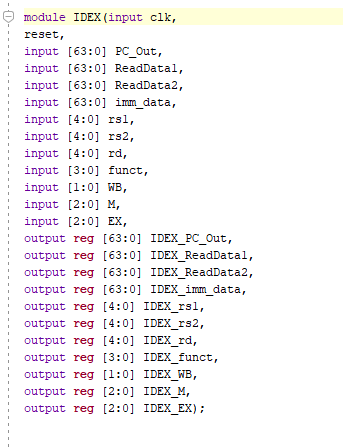 module IDEX(input clk,
reset,
input [63:0] PC_Out,
input [63:0] ReadData1,
input [63:0] ReadData2,
input [63:0] imm_data,
input [4:0] rs1,
input [4:0] rs2,
input [4:0] rd,
input [3:0] funct,
input [1:0] WB,
input [2:0] M,
input [2:0] EX,
output reg [63:0] IDEX_PC_Out,
output reg [63:0] IDEX_ReadData1,
output reg [63:0] IDEX_ReadData2,
output reg [63:0] IDEX_imm_data,
output reg [4:0] IDEX_rs1,
output reg [4:0] IDEX_rs2,
output reg [4:0] IDEX_rd,
output reg [3:0] IDEX_funct,
output reg [1:0] IDEX_WB,
output reg [2:0] IDEX_M,
output reg [2:0] IDEX_EX);